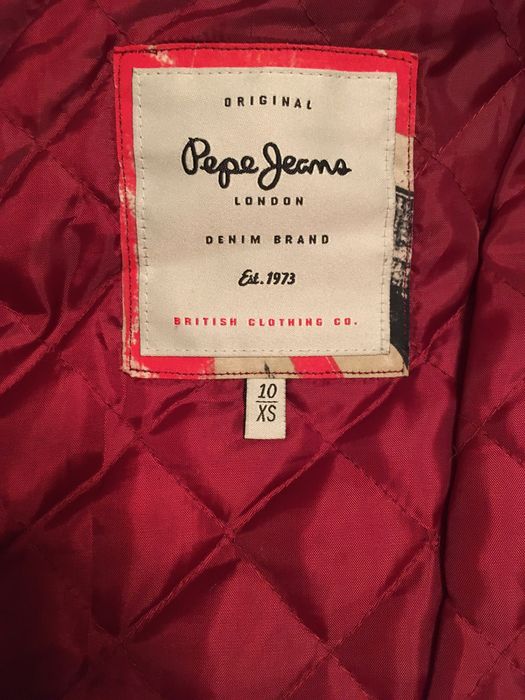 ORIGINAL
Pepe Jeans
LONDON
DENIM BRAND
Est. 1973
BRITISH CLOTHING CO.
10
XS